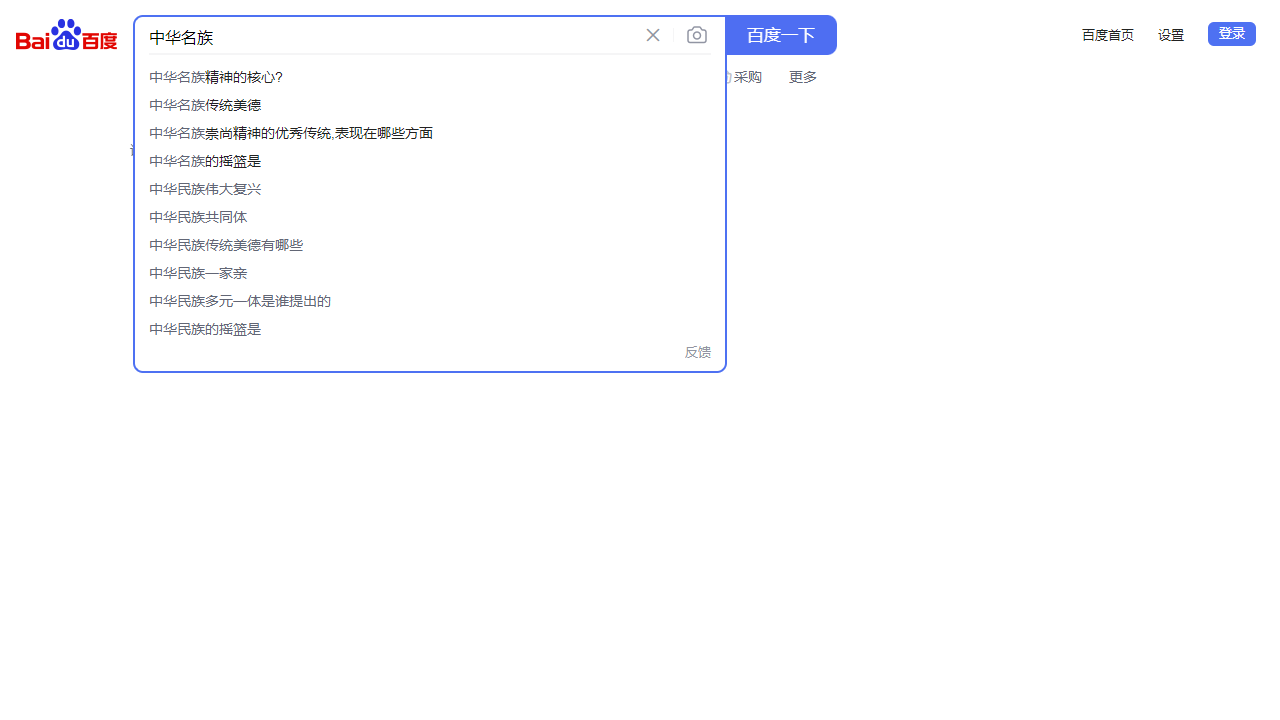 Baidu百度 中华名族 百度一下 百度首页 设置 登录
中华名族精神的核心? 采购 更多
中华名族传统美德
中华名族崇尚精神的优秀传统,表现在哪些方面
中华名族的摇篮是
中华民族伟大复兴
中华民族共同体
中华民族传统美德有哪些
中华民族一家亲
中华民族多元一体是谁提出的
中华民族的摇篮是
反馈